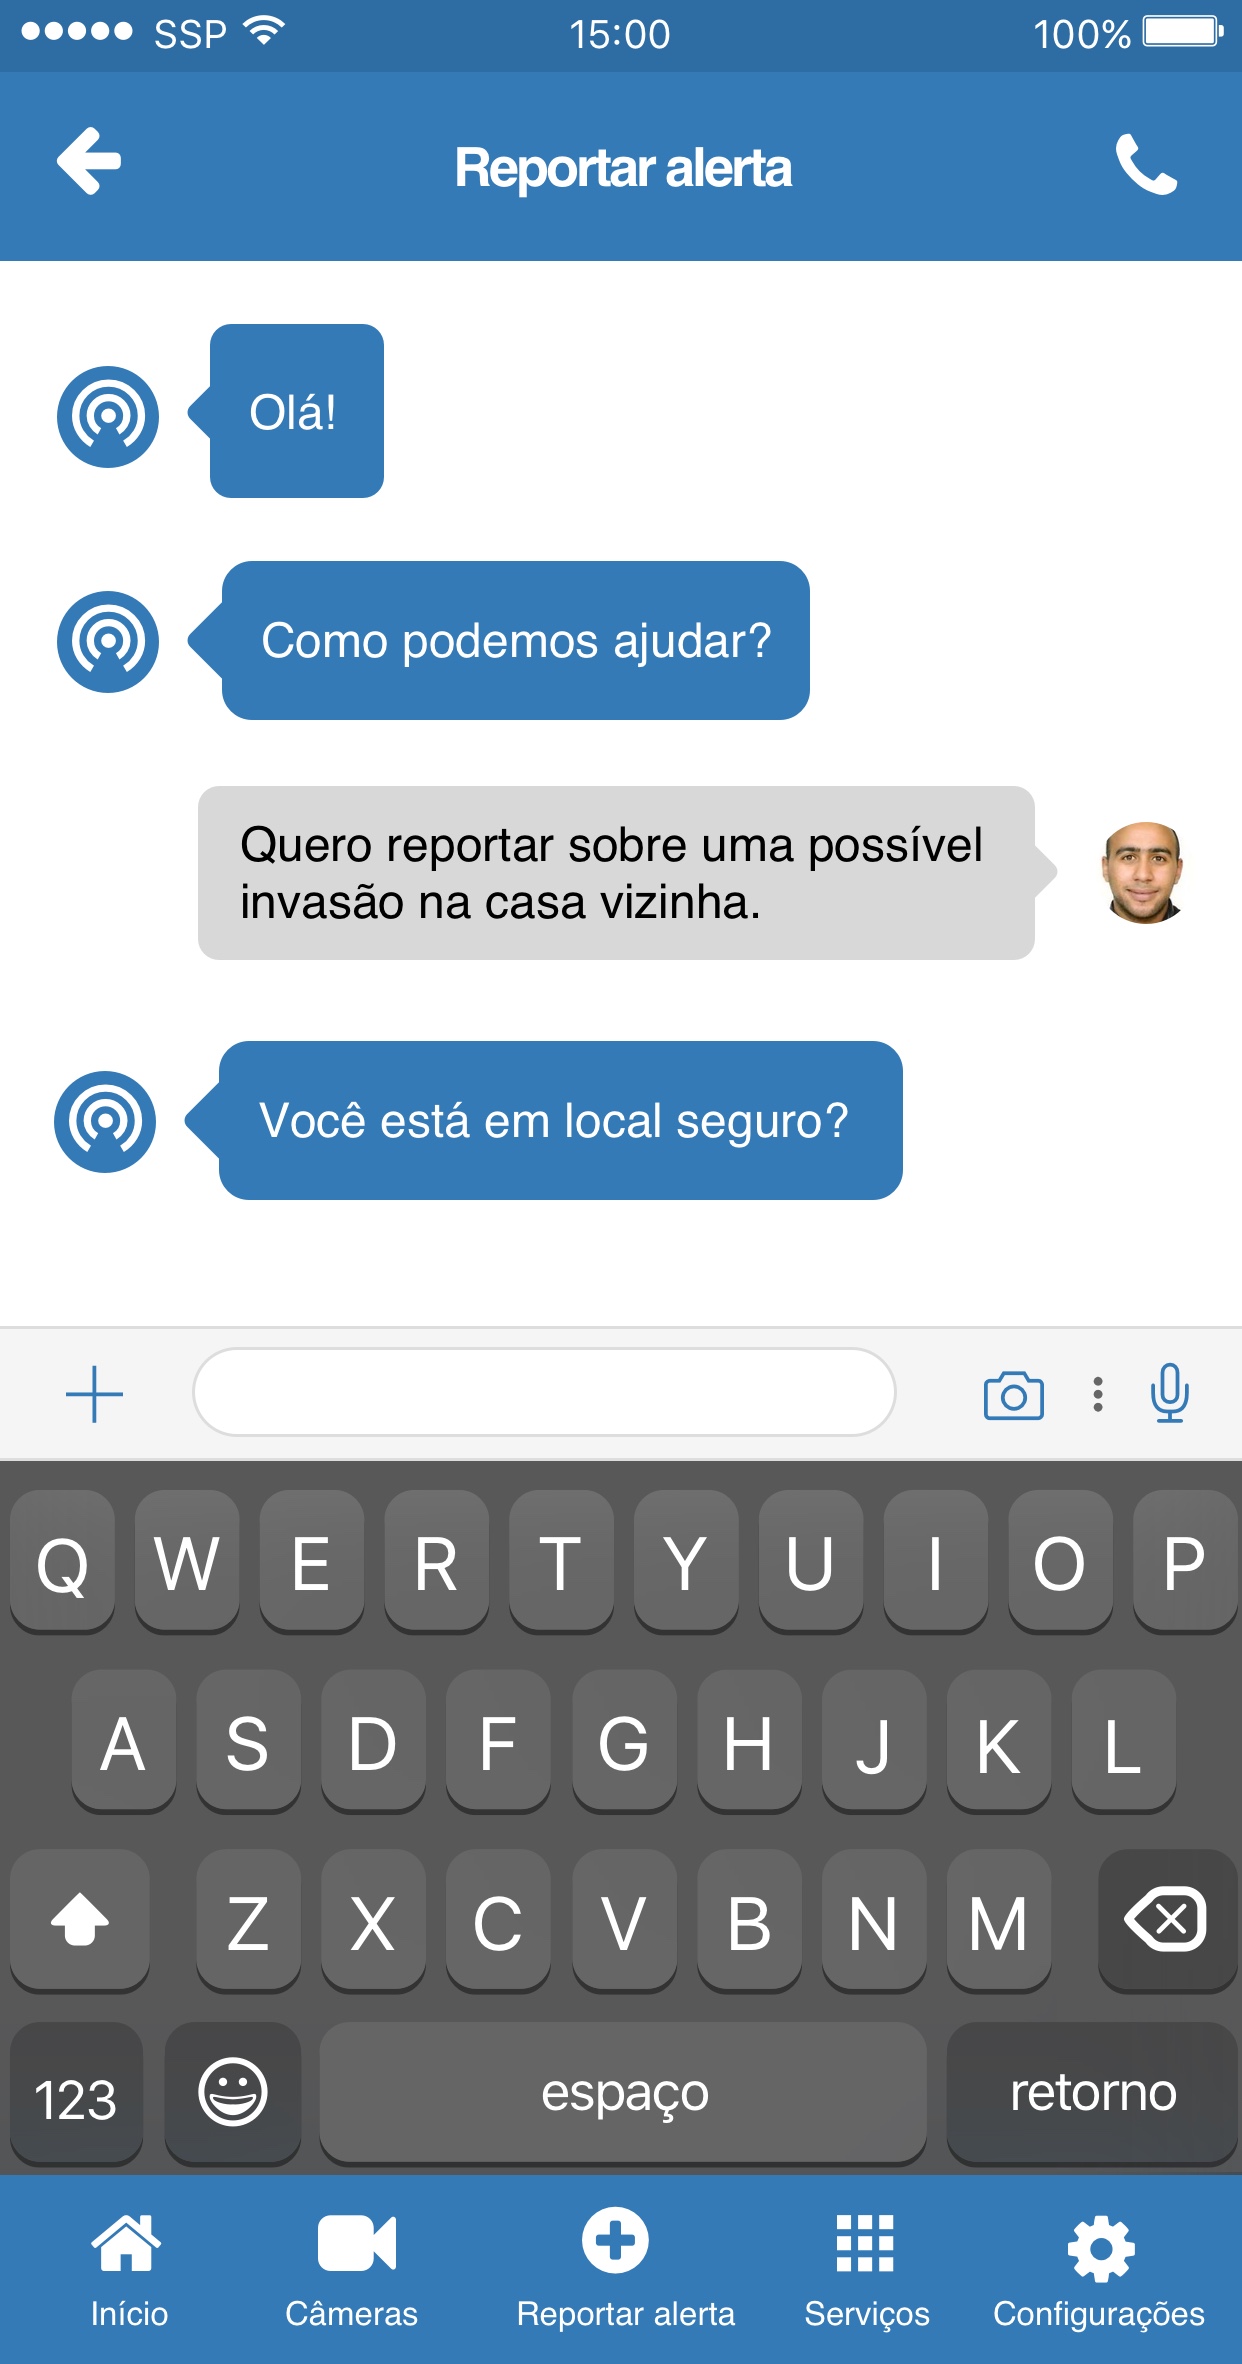 SSP 15:00 100%
Reportar alerta
Olá!
Como podemos ajudar?
Quero reportar sobre uma possível
invasão na casa vizinha.
Você está em local seguro?
Q W E R T Y U I O P
A S D F G H J K L
Z X C V B N M
123 espaço retorno
Início Câmeras Reportar alerta Serviços Configurações